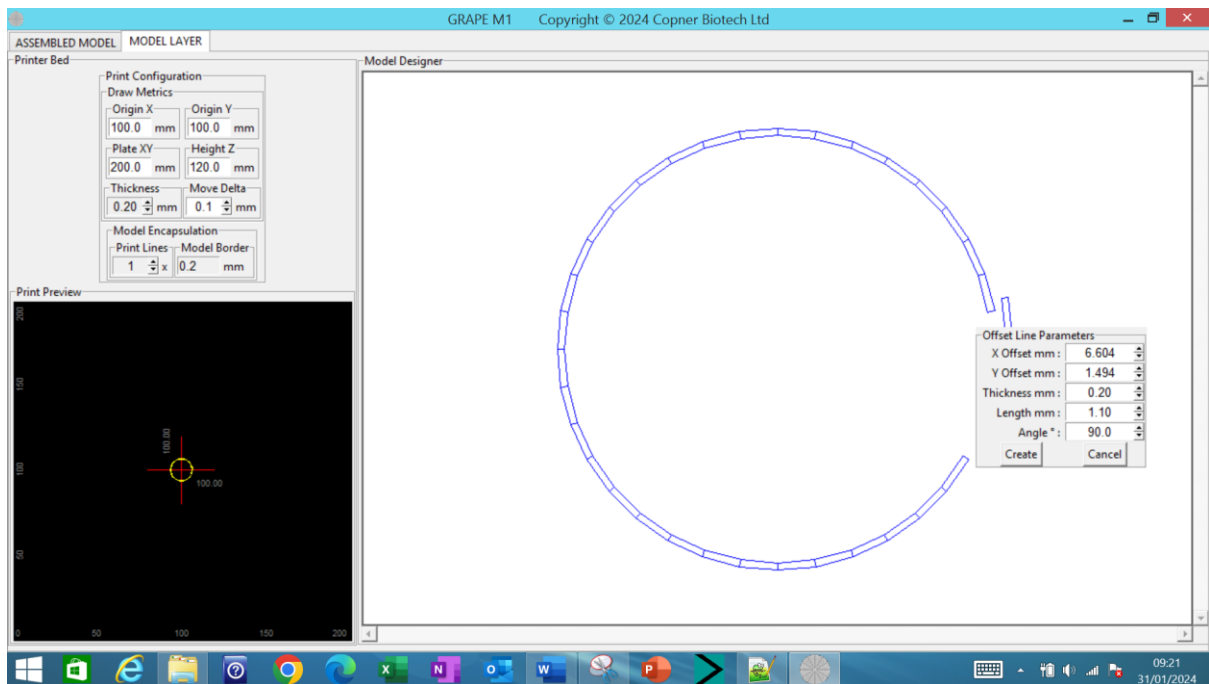 GRAPE M1 Copyright © 2024 Copner Biotech Ltd
ASSEMBLED MODEL MODEL LAYER
Printer Bed
Model Designer
Print Configuration
Draw Metrics
Origin X Origin Y
100.0 mm 100.0 mm
Plate XY Height Z
200.0 mm 120.0 mm
Thickness Move Delta
0.20 mm 0.1 mm
Model Encapsulation
Print Lines Model Border
1 x 0.2 mm
Print Preview
200
150
100
50
100.00
100.00
0 50 100 150 200
Offset Line Parameters
X Offset mm : 6.604
Y Offset mm : 1.494
Thickness mm : 0.20
Length mm : 1.10
Angle ° : 90.0
Create Cancel
09:21
31/01/2024